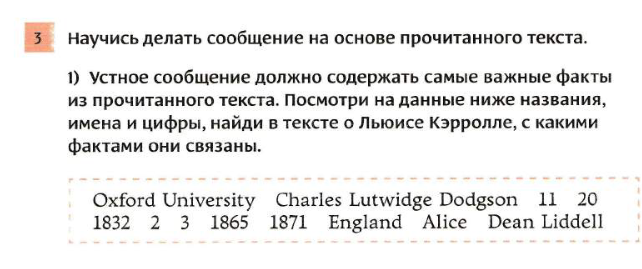 3 Научись делать сообщение на основе прочитанного текста.
1) Устное сообщение должно содержать самые важные факты
из прочитанного текста. Посмотри на данные ниже названия,
имена и цифры, найди в тексте о Льюисе Кэрролле, с какими
фактами они связаны.
Oxford University Charles Lutwidge Dodgson 11 20
1832 2 3 1865 1871 England Alice Dean Liddell